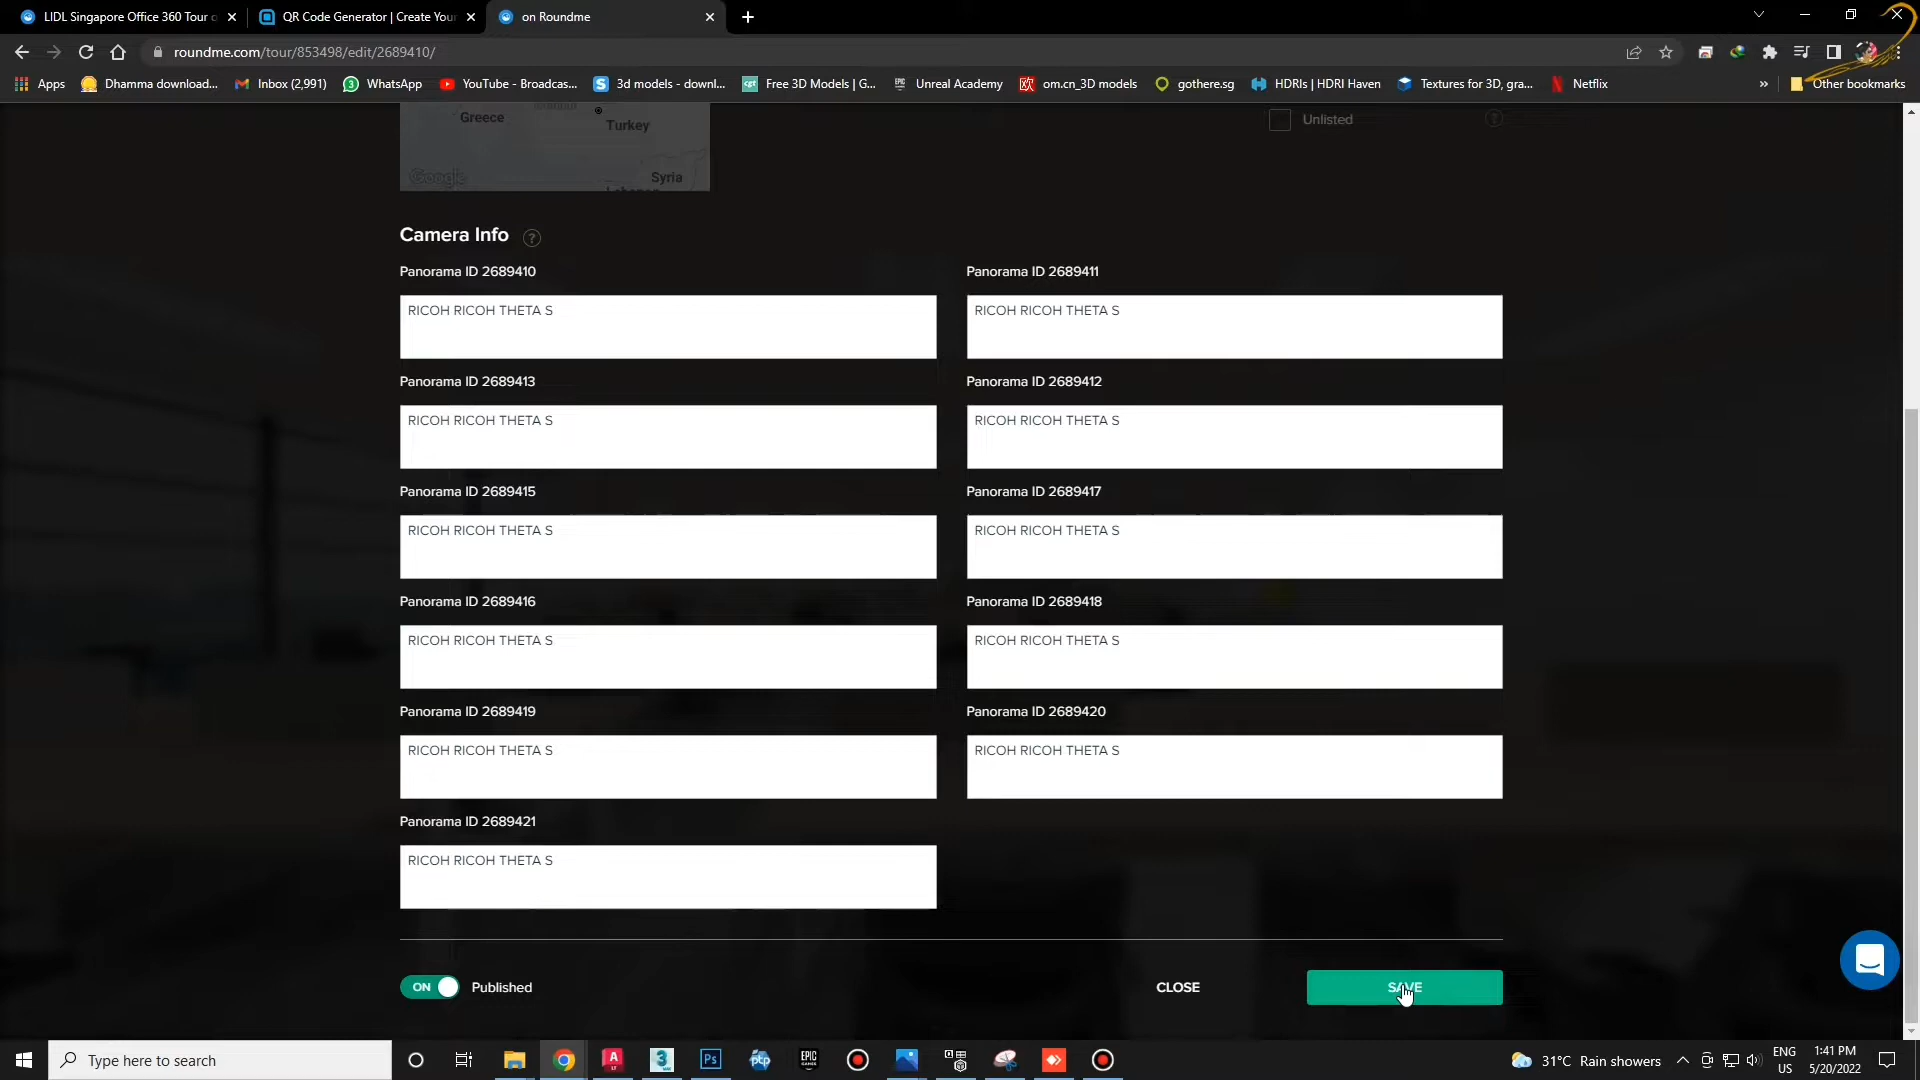 LIDL Singapore Office 360 Tour o
QR Code Generator | Create Your
on Roundme
roundme.com/tour/853498/edit/2689410/
Apps
Dhamma download...
Inbox (2,991)
WhatsApp
YouTube - Broadcas...
3d models - downl...
Free 3D Models | G...
Unreal Academy
om.cn_3D models
gothere.sg
HDRIs | HDRI Haven
Textures for 3D, gra...
Netflix
»
Other bookmarks
Greece
Turkey
Syria
Google
Unlisted
Camera Info ?
Panorama ID 2689410
RICOH RICOH THETA S
Panorama ID 2689411
RICOH RICOH THETA S
Panorama ID 2689413
RICOH RICOH THETA S
Panorama ID 2689412
RICOH RICOH THETA S
Panorama ID 2689415
RICOH RICOH THETA S
Panorama ID 2689417
RICOH RICOH THETA S
Panorama ID 2689416
RICOH RICOH THETA S
Panorama ID 2689418
RICOH RICOH THETA S
Panorama ID 2689419
RICOH RICOH THETA S
Panorama ID 2689420
RICOH RICOH THETA S
Panorama ID 2689421
RICOH RICOH THETA S
ON Published
CLOSE
SAVE
Type here to search
31°C Rain showers
ENG
US
1:41 PM
5/20/2022